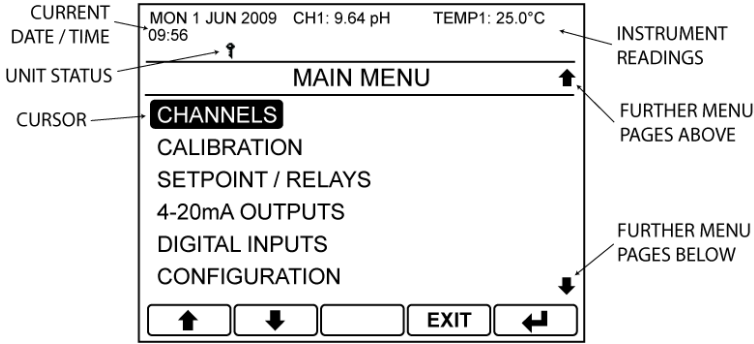 CURRENT
DATE / TIME
UNIT STATUS
CURSOR
MON 1 JUN 2009 CH1: 9.64 pH TEMP1: 25.0°C
09:56
MAIN MENU
CHANNELS
CALIBRATION
SETPOINT / RELAYS
4-20mA OUTPUTS
DIGITAL INPUTS
CONFIGURATION
EXIT
INSTRUMENT
READINGS
FURTHER MENU
PAGES ABOVE
FURTHER MENU
PAGES BELOW